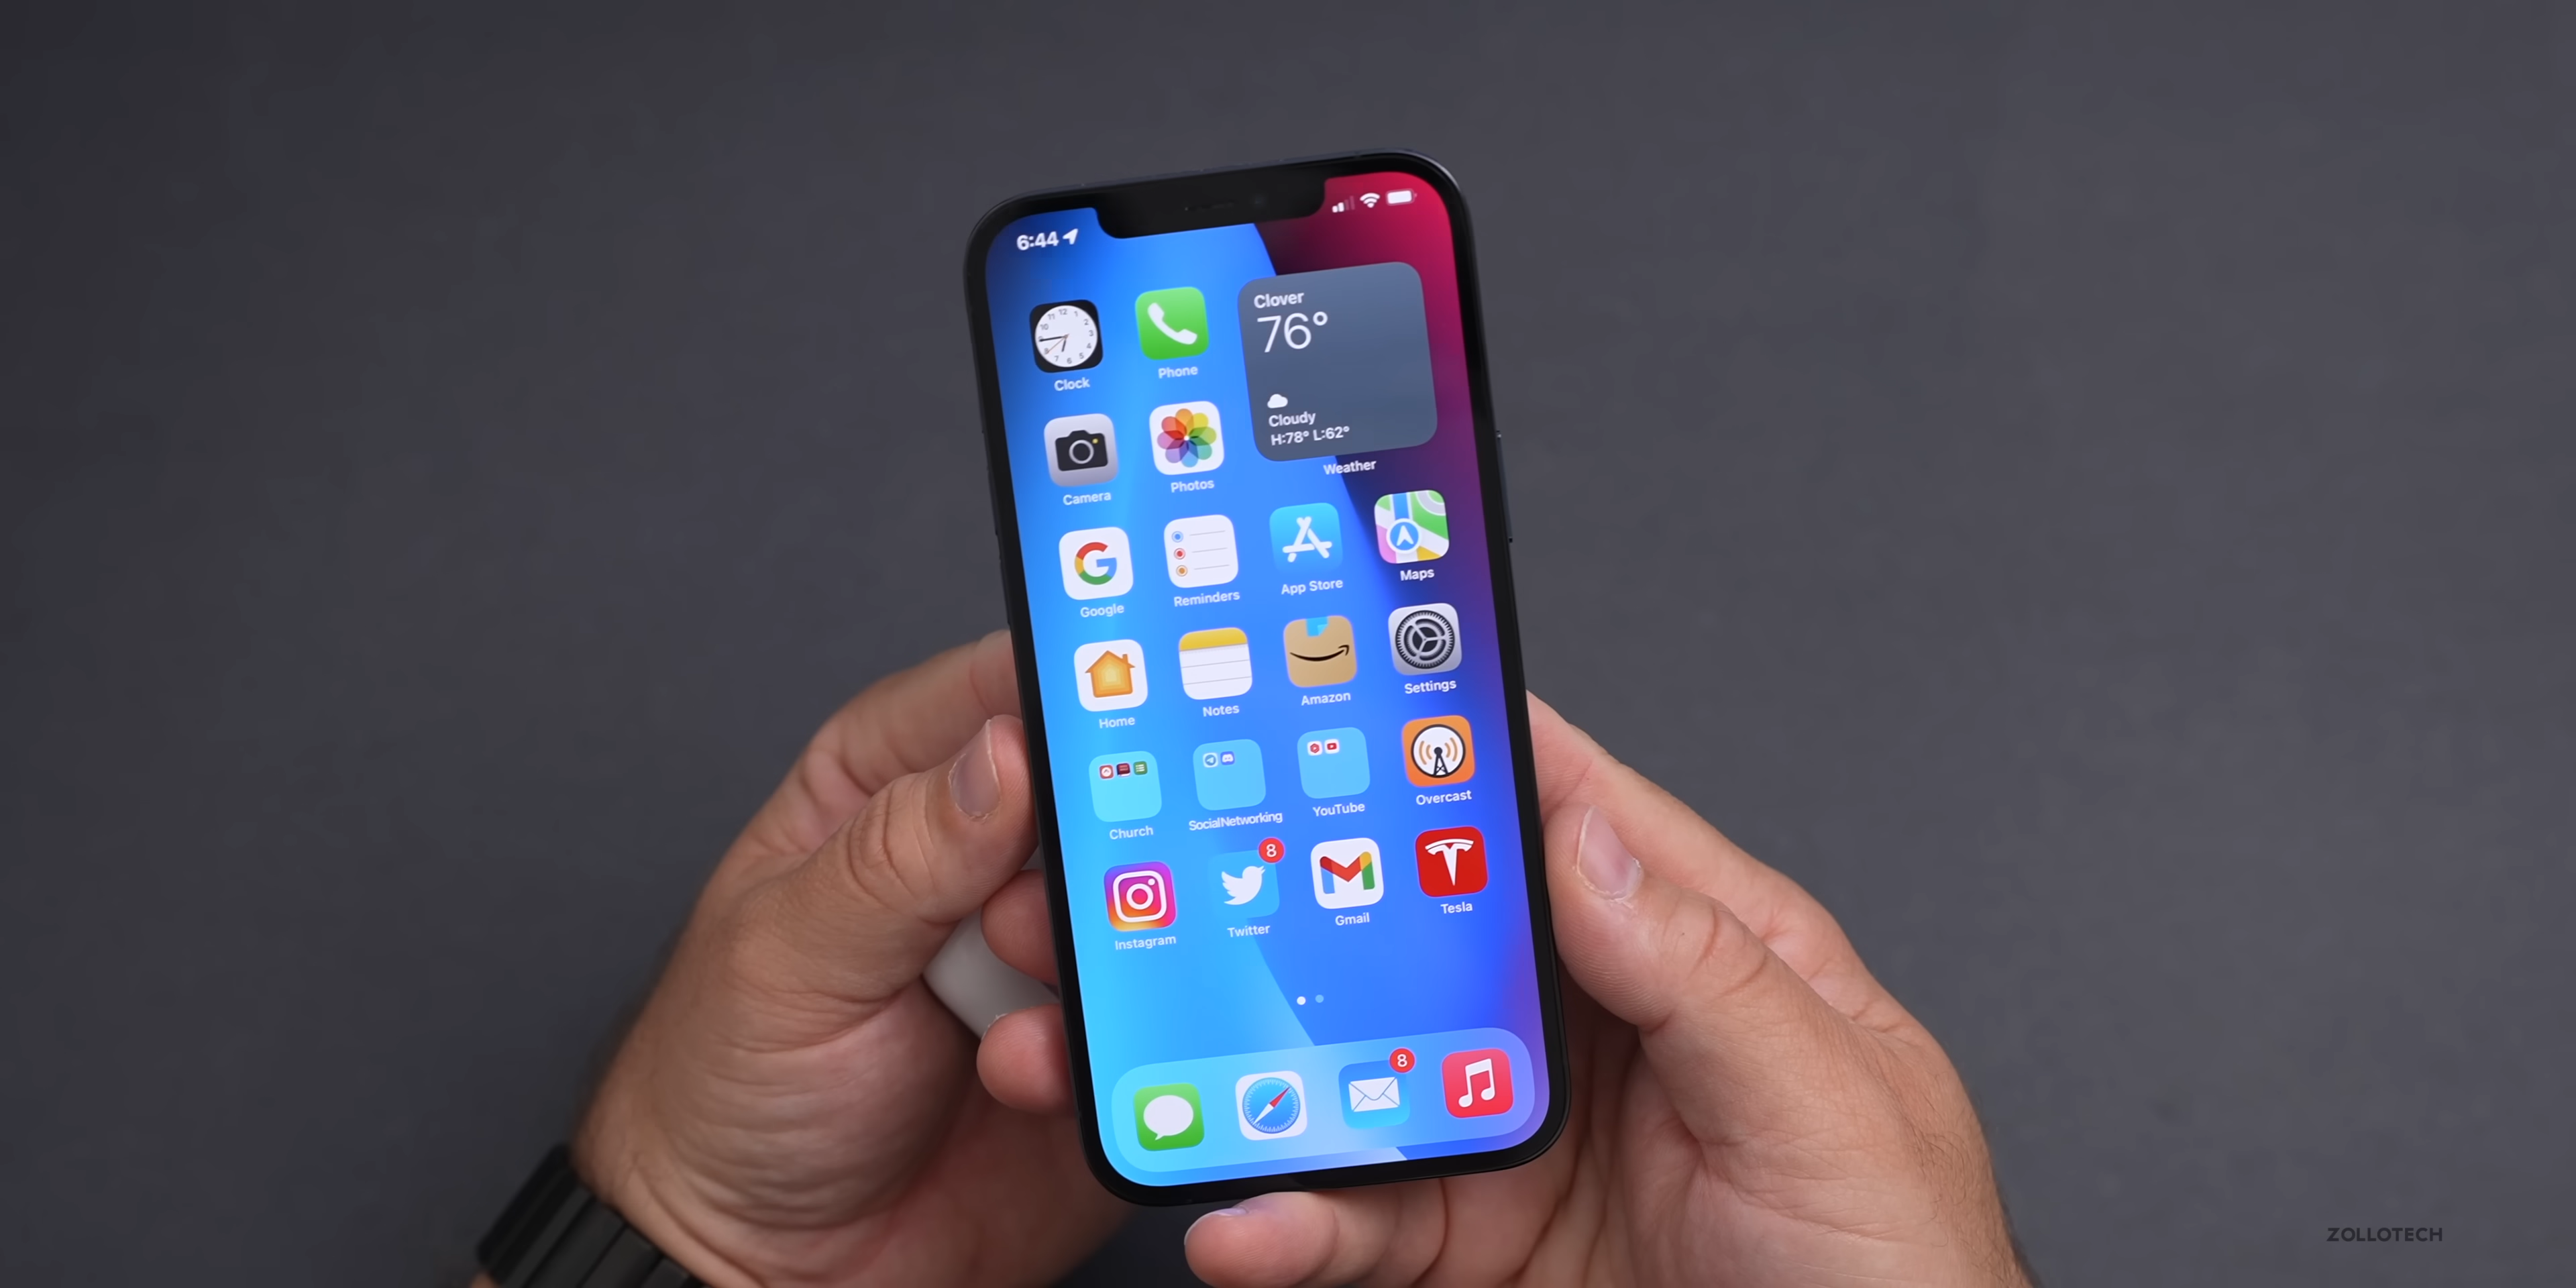 6:44
Clover
76°
Cloudy
H:78° L:62°
Weather
Clock
Phone
Camera
Photos
Google
Reminders
App Store
Maps
Home
Notes
Amazon
Settings
Church
SocialNetworking
YouTube
Overcast
8
Instagram
Twitter
Gmail
Tesla
8
ZOLLOTECH